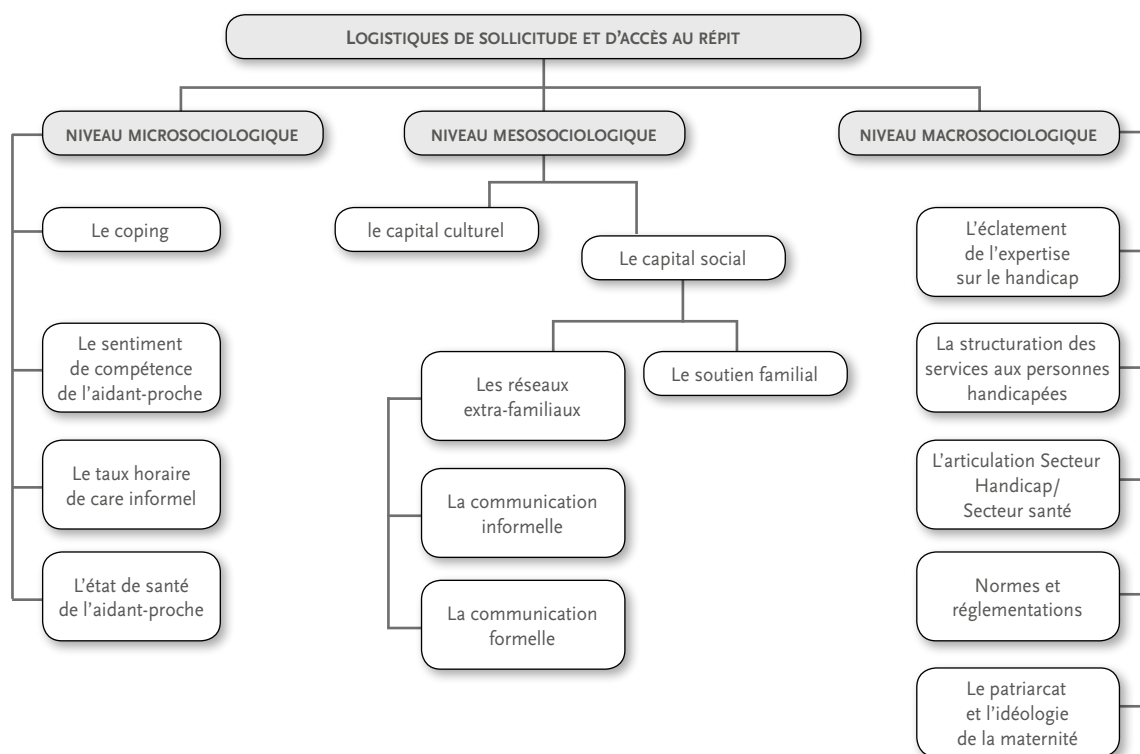 LOGISTIQUES DE SOLLICITUDE ET D'ACCÈS AU RÉPIT
NIVEAU MICROSOCIOLOGIQUE
Le coping
Le sentiment
de compétence
de l'aidant-proche
Le taux horaire
de care informel
L'état de santé
de l'aidant-proche
NIVEAU MESOSOCIOLOGIQUE
le capital culturel
Le capital social
Les réseaux
extra-familiaux
La communication
informelle
La communication
formelle
Le soutien familial
NIVEAU MACROSOCIOLOGIQUE
L'éclatement
de l'expertise
sur le handicap
La structuration des
services aux personnes
handicapées
L'articulation Secteur
Handicap/
Secteur santé
Normes et
réglementations
Le patriarcat
et l'idéologie
de la maternité